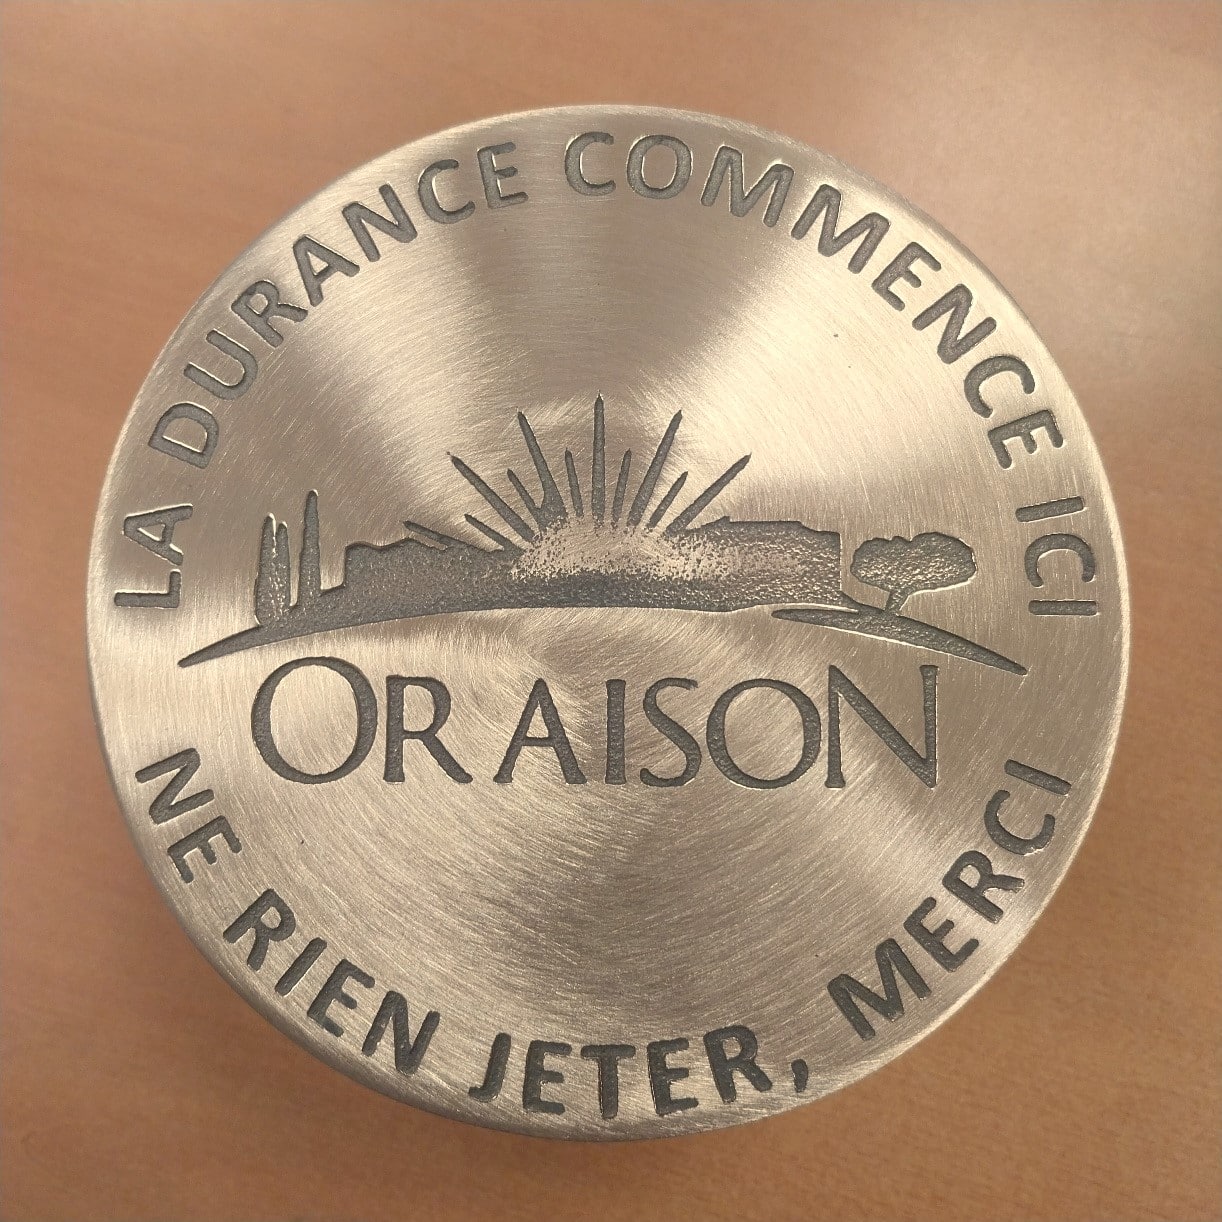 LA DURANCE COMMENCE ICI
ORAISON
NE RIEN JETER, MERCI